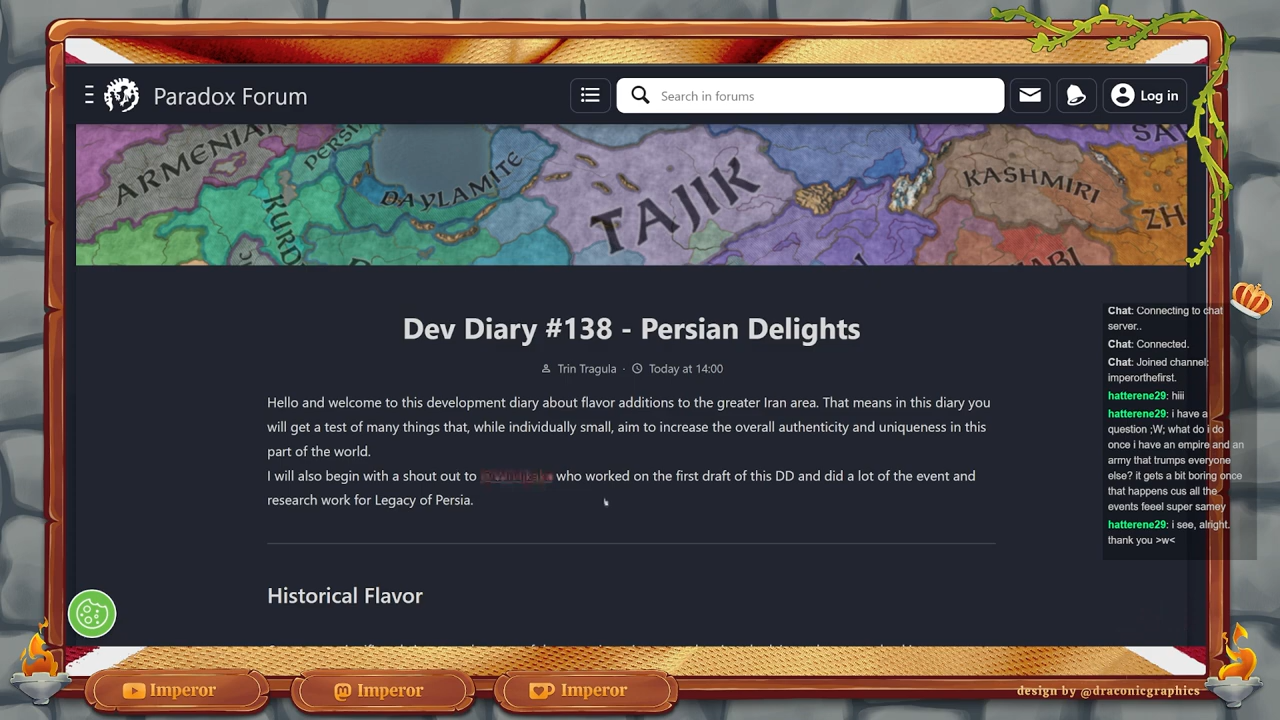 Paradox Forum
Search in forums
Log in
ARMENIAN
PERSI
DAYLAMITE
KURD
TAJIK
KASHMIRI
ZH
Dev Diary #138 - Persian Delights
Trin Tragula · Today at 14:00
Hello and welcome to this development diary about flavor additions to the greater Iran area. That means in this diary you
will get a test of many things that, while individually small, aim to increase the overall authenticity and uniqueness in this
part of the world.
I will also begin with a shout out to who worked on the first draft of this DD and did a lot of the event and
research work for Legacy of Persia.
Historical Flavor
Chat: Connecting to chat
server..
Chat: Connected.
Chat: Joined channel:
imperorthefirst.
hatterene29: hiii
hatterene29: i have a
question ;W; what do i do
once i have an empire and an
army that trumps everyone
else? it gets a bit boring once
that happens cus all the
events feeel super samey
hatterene29: i see, alright.
thank you >w<
Imperor
Imperor
Imperor
design by @draconicgraphics